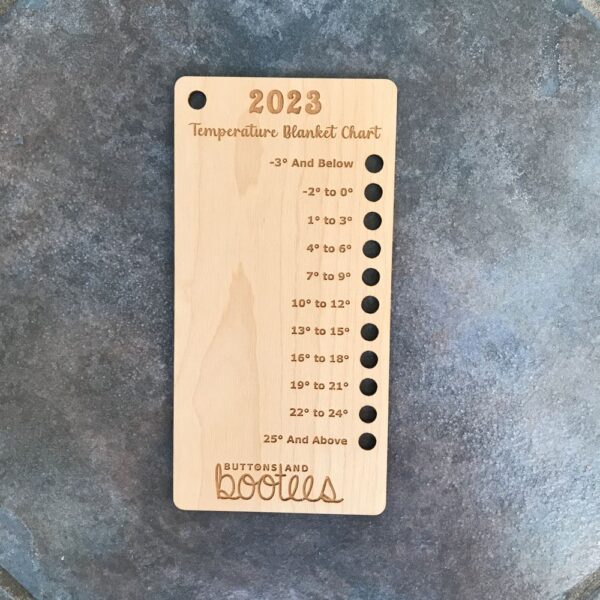 2023
Temperature Blanket Chart
-3° And Below
-2° to 0°
1° to 3°
4° to 6°
7° to 9°
10° to 12°
13° to 15°
16° to 18°
19° to 21°
22° to 24°
25° And Above
BUTTONS AND
bootees